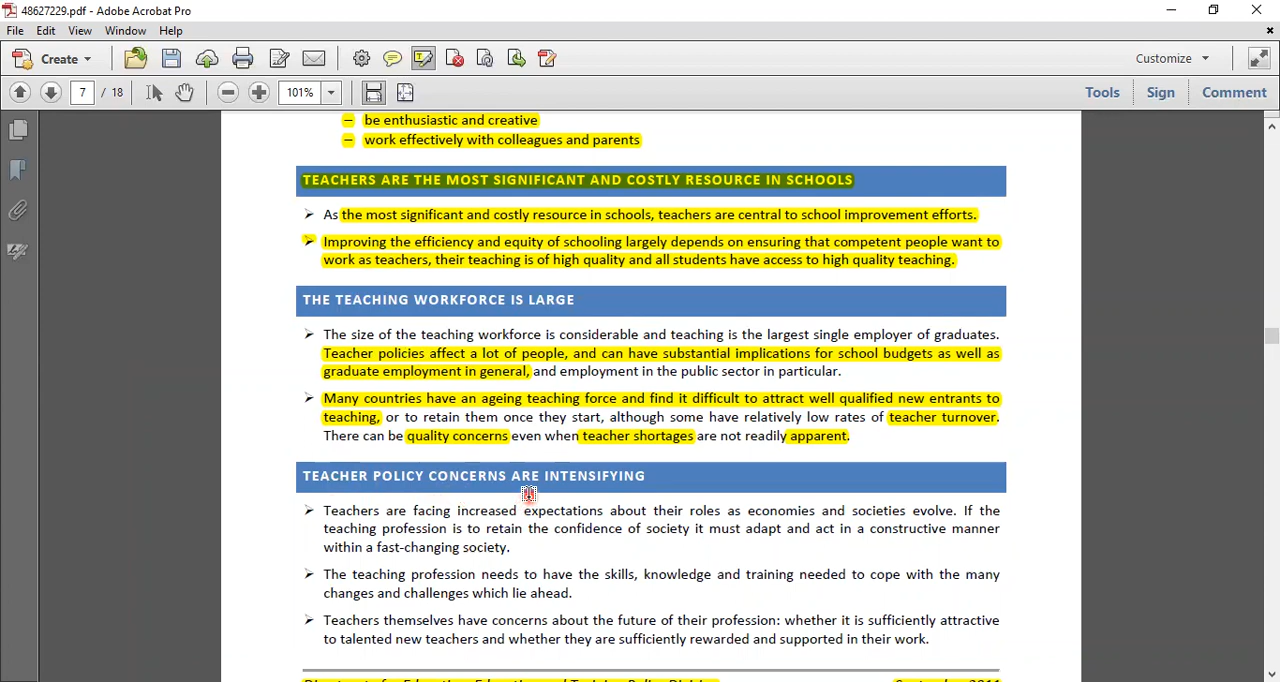 48627229.pdf - Adobe Acrobat Pro
File Edit View Window Help
Create Customize
7 / 18 101% Tools Sign Comment
– be enthusiastic and creative
– work effectively with colleagues and parents
TEACHERS ARE THE MOST SIGNIFICANT AND COSTLY RESOURCE IN SCHOOLS
➢ As the most significant and costly resource in schools, teachers are central to school improvement efforts.
➢ Improving the efficiency and equity of schooling largely depends on ensuring that competent people want to
work as teachers, their teaching is of high quality and all students have access to high quality teaching.
THE TEACHING WORKFORCE IS LARGE
➢ The size of the teaching workforce is considerable and teaching is the largest single employer of graduates.
Teacher policies affect a lot of people, and can have substantial implications for school budgets as well as
graduate employment in general, and employment in the public sector in particular.
➢ Many countries have an ageing teaching force and find it difficult to attract well qualified new entrants to
teaching, or to retain them once they start, although some have relatively low rates of teacher turnover.
There can be quality concerns even when teacher shortages are not readily apparent.
TEACHER POLICY CONCERNS ARE INTENSIFYING
➢ Teachers are facing increased expectations about their roles as economies and societies evolve. If the
teaching profession is to retain the confidence of society it must adapt and act in a constructive manner
within a fast-changing society.
➢ The teaching profession needs to have the skills, knowledge and training needed to cope with the many
changes and challenges which lie ahead.
➢ Teachers themselves have concerns about the future of their profession: whether it is sufficiently attractive
to talented new teachers and whether they are sufficiently rewarded and supported in their work.
Directorate for Education, Education and Training Policy Division September 2011